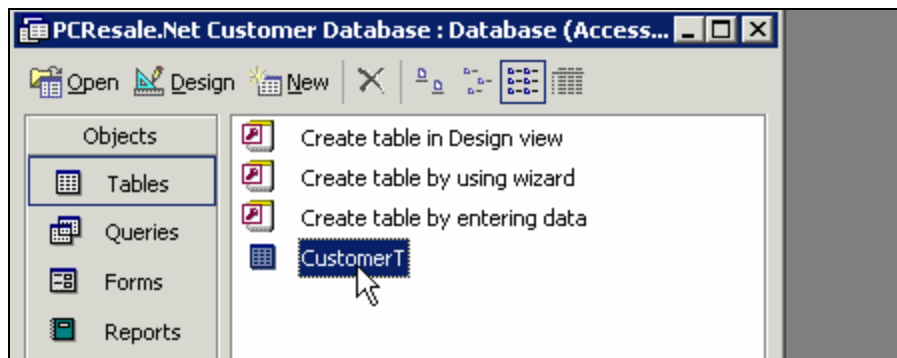 PCResale.Net Customer Database : Database (Access...
Open Design New
Objects
Tables
Queries
Forms
Reports
Create table in Design view
Create table by using wizard
Create table by entering data
CustomerT